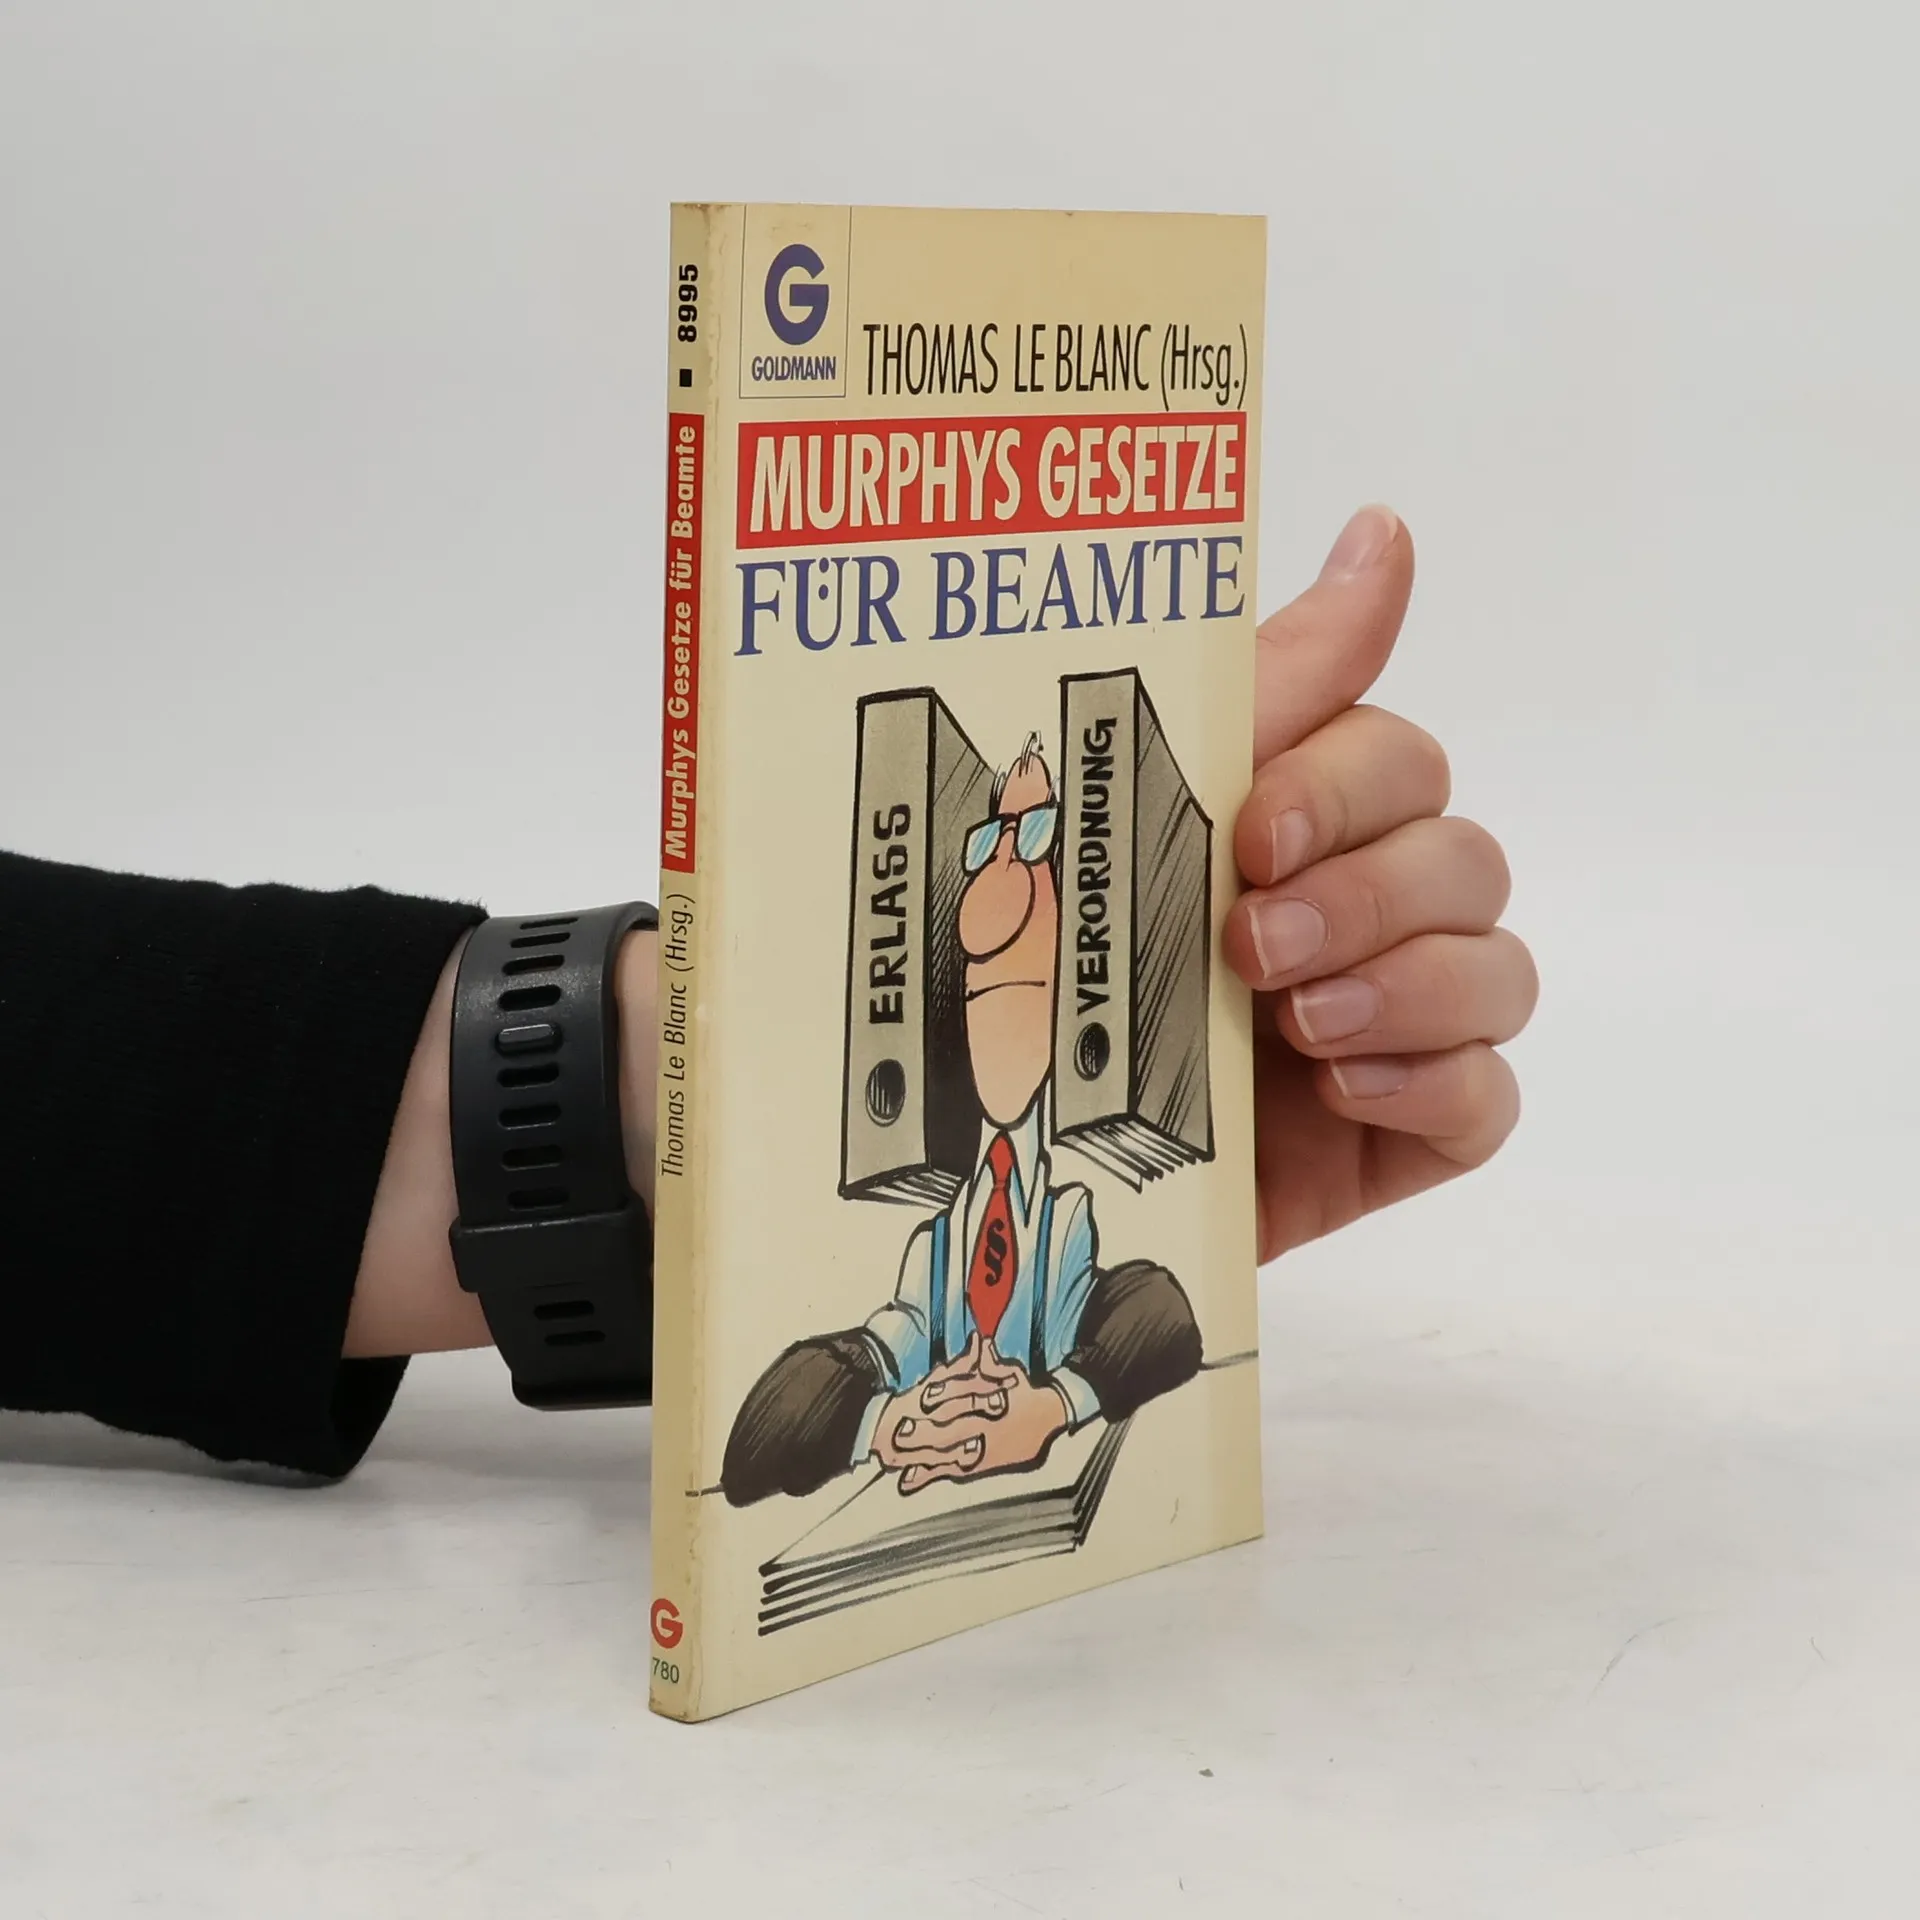 GOLDMANN
THOMAS LE BLANC (Hrsg.)
MURPHYS GESETZE
FÜR BEAMTE
ERLASS
VERORDNUNG
§
8995
Murphys Gesetze für Beamte
Thomas Le Blanc (Hrsg.)
G
780